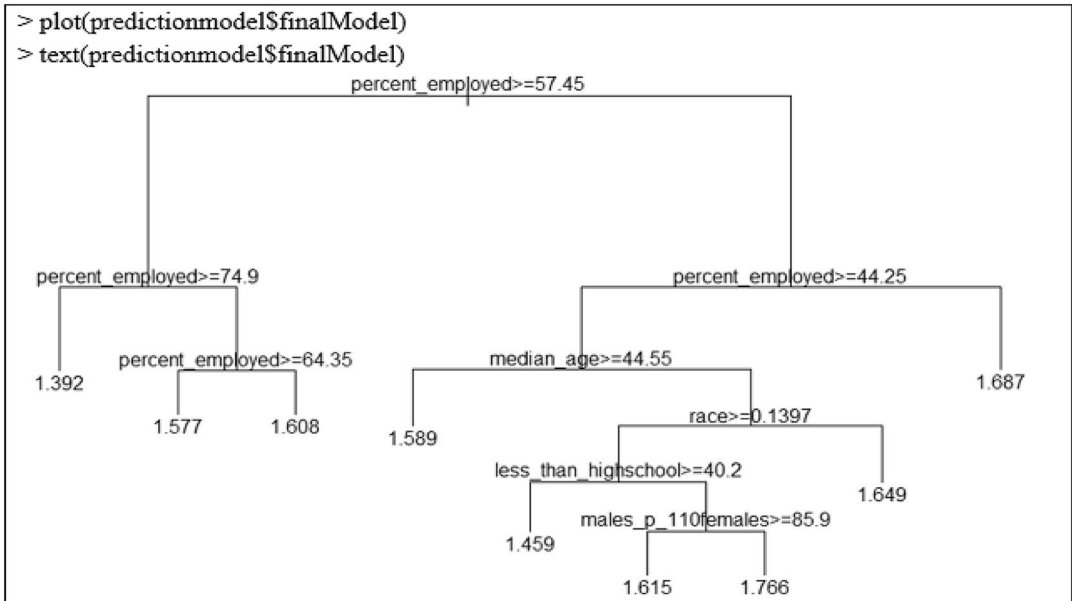 > plot(predictionmodel$finalModel)
> text(predictionmodel$finalModel)
percent_employed>=57.45
percent_employed>=74.9
percent_employed>=44.25
percent_employed>=64.35
median_age>=44.55
1.392
1.687
1.577
1.608
1.589
race>=0.1397
less_than_highschool>=40.2
1.649
1.459
males_p_110females>=85.9
1.615
1.766